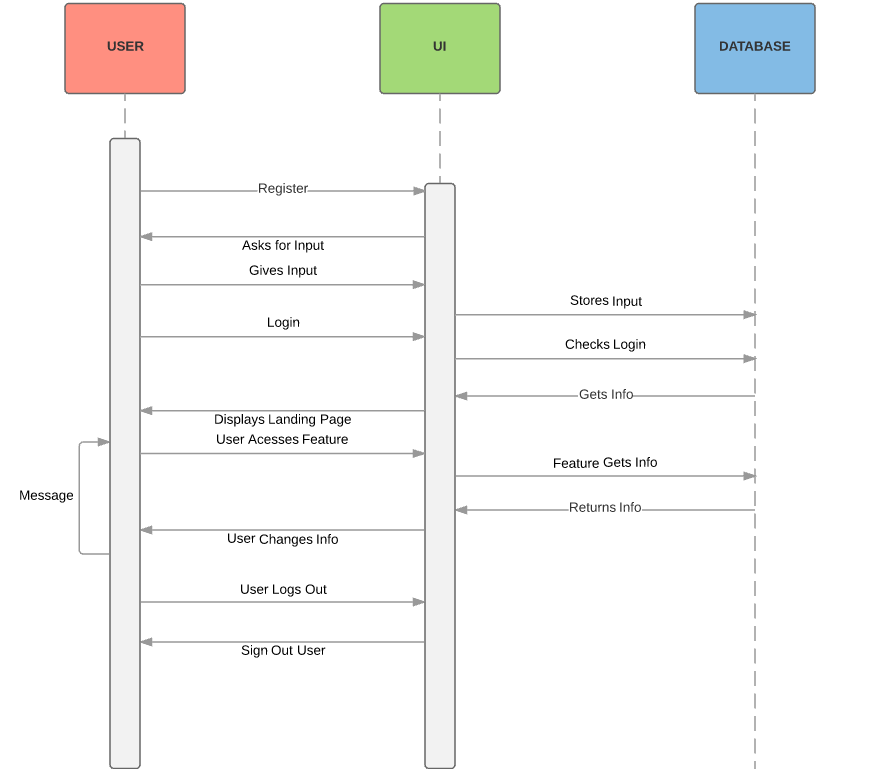 USER
UI
DATABASE
Register
Asks for Input
Gives Input
Stores Input
Login
Checks Login
Gets Info
Displays Landing Page
User Acesses Feature
Feature Gets Info
Message
Returns Info
User Changes Info
User Logs Out
Sign Out User